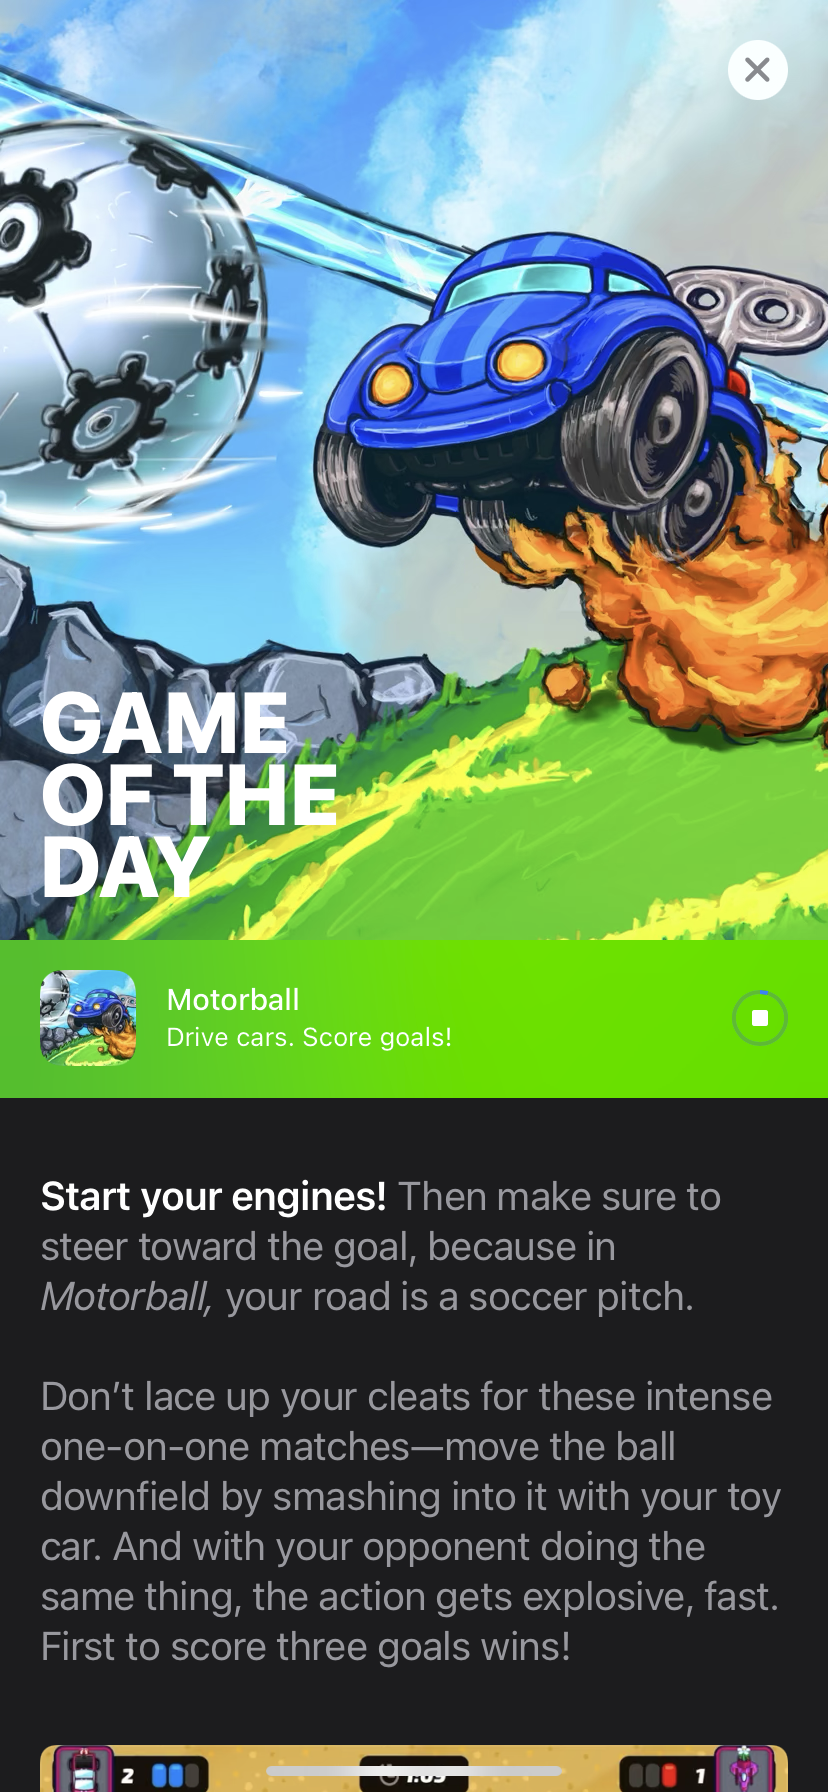 GAME
OF THE
DAY
Motorball
Drive cars. Score goals!
Start your engines! Then make sure to
steer toward the goal, because in
Motorball, your road is a soccer pitch.
Don’t lace up your cleats for these intense
one-on-one matches—move the ball
downfield by smashing into it with your toy
car. And with your opponent doing the
same thing, the action gets explosive, fast.
First to score three goals wins!
2 1:09 1